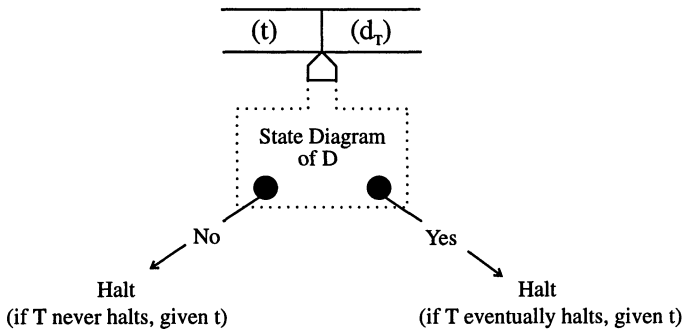 (t) (d_T)
State Diagram
of D
No
Yes
Halt
(if T never halts, given t)
Halt
(if T eventually halts, given t)